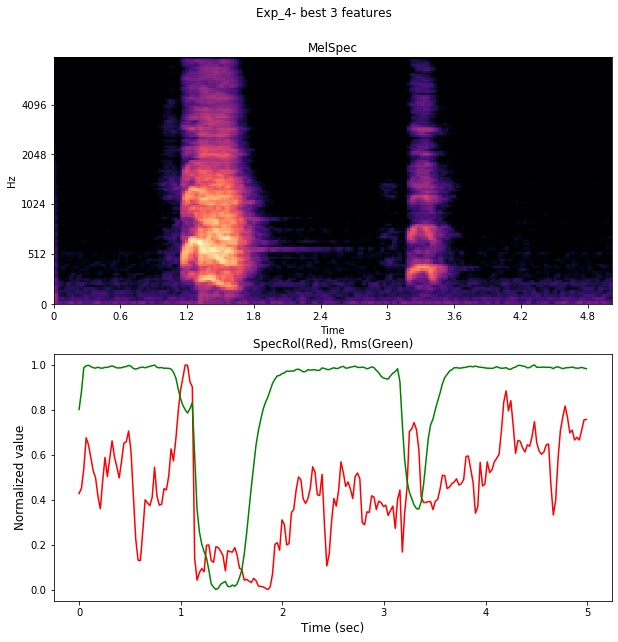 Exp_4- best 3 features
MelSpec
4096
2048
1024
512
0
Hz
0 0.6 1.2 1.8 2.4 3 3.6 4.2 4.8
Time
SpecRol(Red), Rms(Green)
1.0
0.8
0.6
0.4
0.2
0.0
Normalized value
0 1 2 3 4 5
Time (sec)